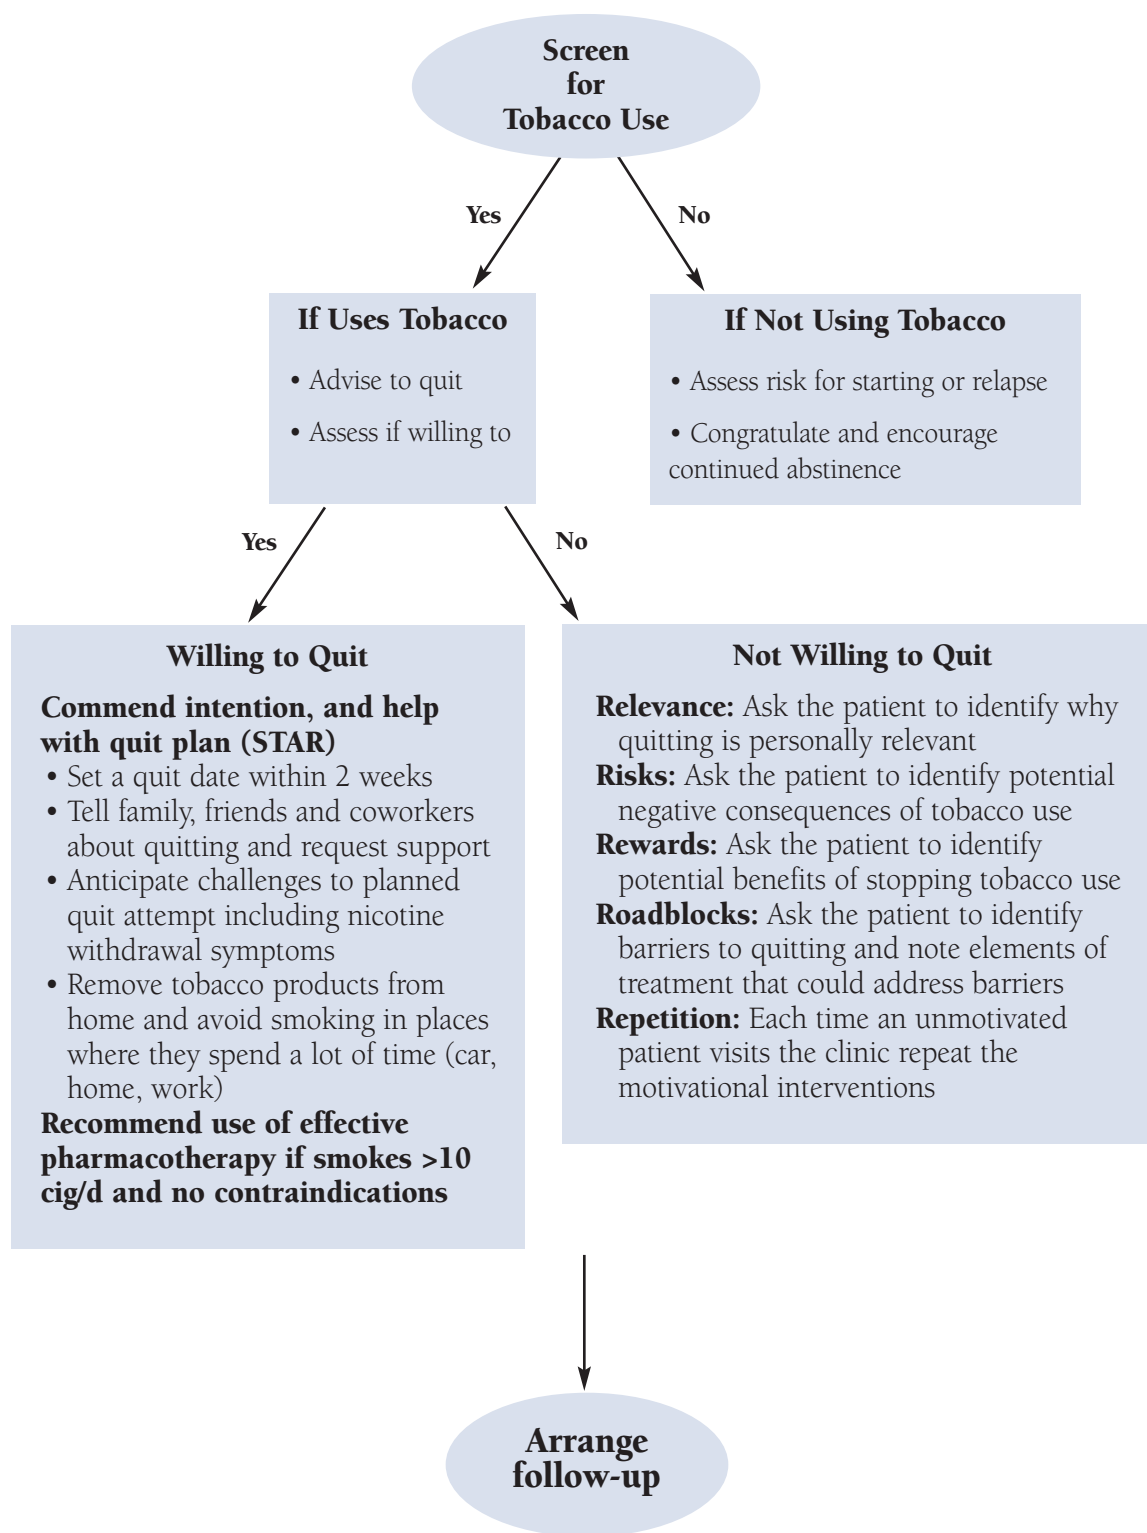 Screen
for
Tobacco Use
Yes
No
If Uses Tobacco
• Advise to quit
• Assess if willing to
If Not Using Tobacco
• Assess risk for starting or relapse
• Congratulate and encourage
continued abstinence
Yes
No
Willing to Quit
Commend intention, and help
with quit plan (STAR)
• Set a quit date within 2 weeks
• Tell family, friends and coworkers
about quitting and request support
• Anticipate challenges to planned
quit attempt including nicotine
withdrawal symptoms
• Remove tobacco products from
home and avoid smoking in places
where they spend a lot of time (car,
home, work)
Recommend use of effective
pharmacotherapy if smokes >10
cig/d and no contraindications
Not Willing to Quit
Relevance: Ask the patient to identify why
quitting is personally relevant
Risks: Ask the patient to identify potential
negative consequences of tobacco use
Rewards: Ask the patient to identify
potential benefits of stopping tobacco use
Roadblocks: Ask the patient to identify
barriers to quitting and note elements of
treatment that could address barriers
Repetition: Each time an unmotivated
patient visits the clinic repeat the
motivational interventions
Arrange
follow-up